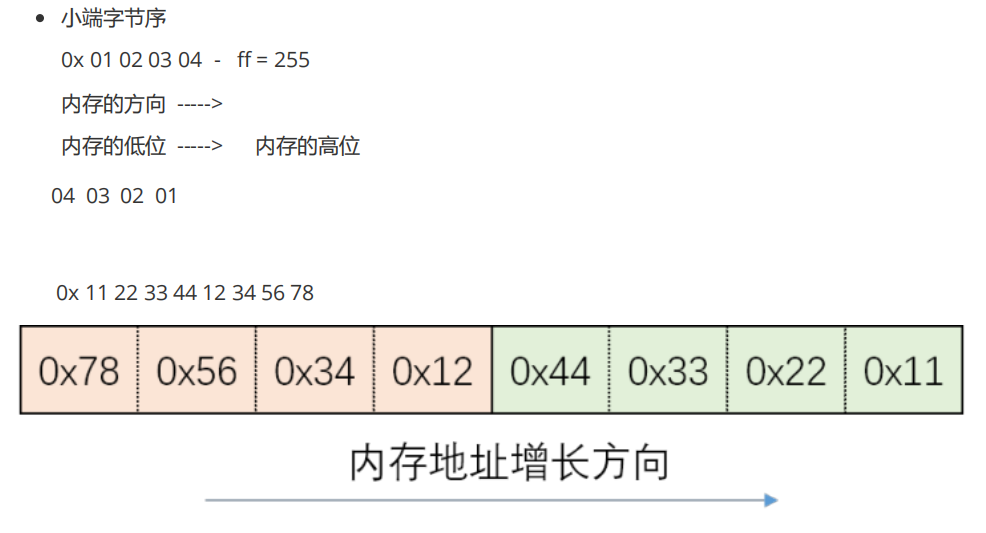 小端字节序
0x 01 02 03 04 - ff = 255
内存的方向 ----->
内存的低位 -----> 内存的高位
04 03 02 01
0x 11 22 33 44 12 34 56 78
0x78 0x56 0x34 0x12 0x44 0x33 0x22 0x11
内存地址增长方向